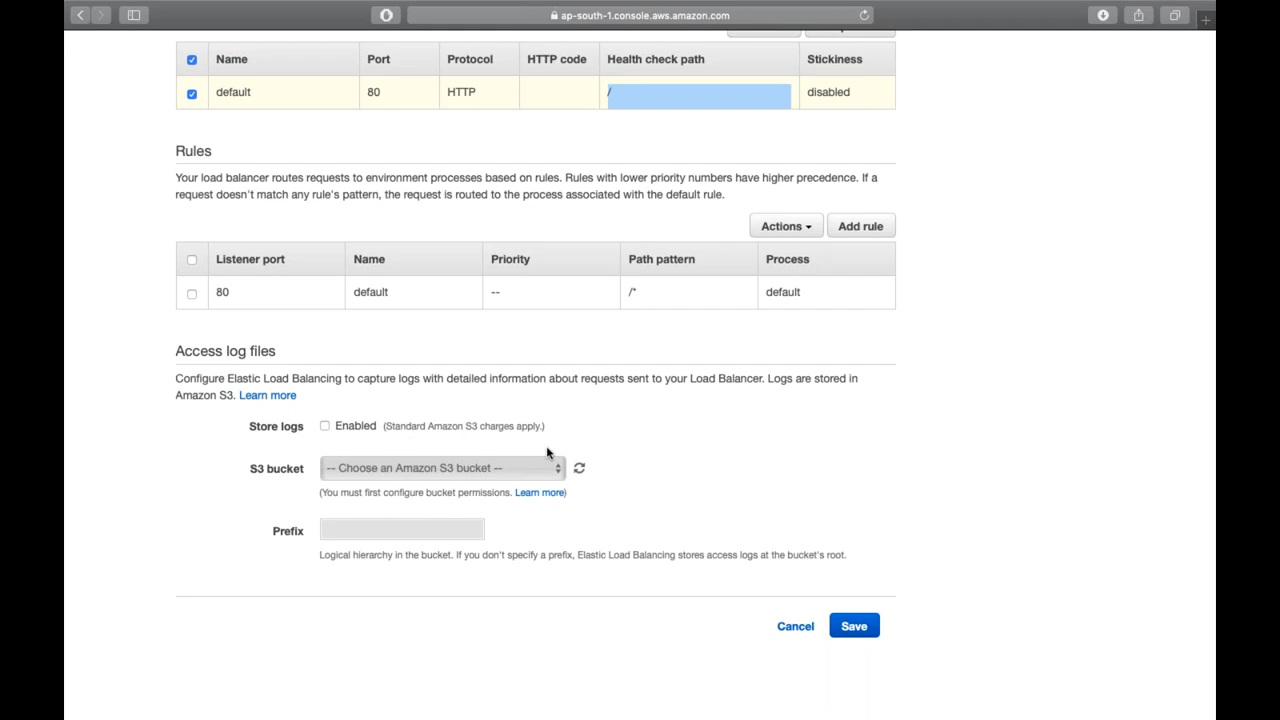 ap-south-1.console.aws.amazon.com
Name Port Protocol HTTP code Health check path Stickiness
default 80 HTTP / disabled
Rules
Your load balancer routes requests to environment processes based on rules. Rules with lower priority numbers have higher precedence. If a
request doesn't match any rule's pattern, the request is routed to the process associated with the default rule.
Actions Add rule
Listener port Name Priority Path pattern Process
80 default -- /* default
Access log files
Configure Elastic Load Balancing to capture logs with detailed information about requests sent to your Load Balancer. Logs are stored in
Amazon S3. Learn more
Store logs Enabled (Standard Amazon S3 charges apply.)
S3 bucket -- Choose an Amazon S3 bucket --
(You must first configure bucket permissions. Learn more)
Prefix
Logical hierarchy in the bucket. If you don't specify a prefix, Elastic Load Balancing stores access logs at the bucket's root.
Cancel Save